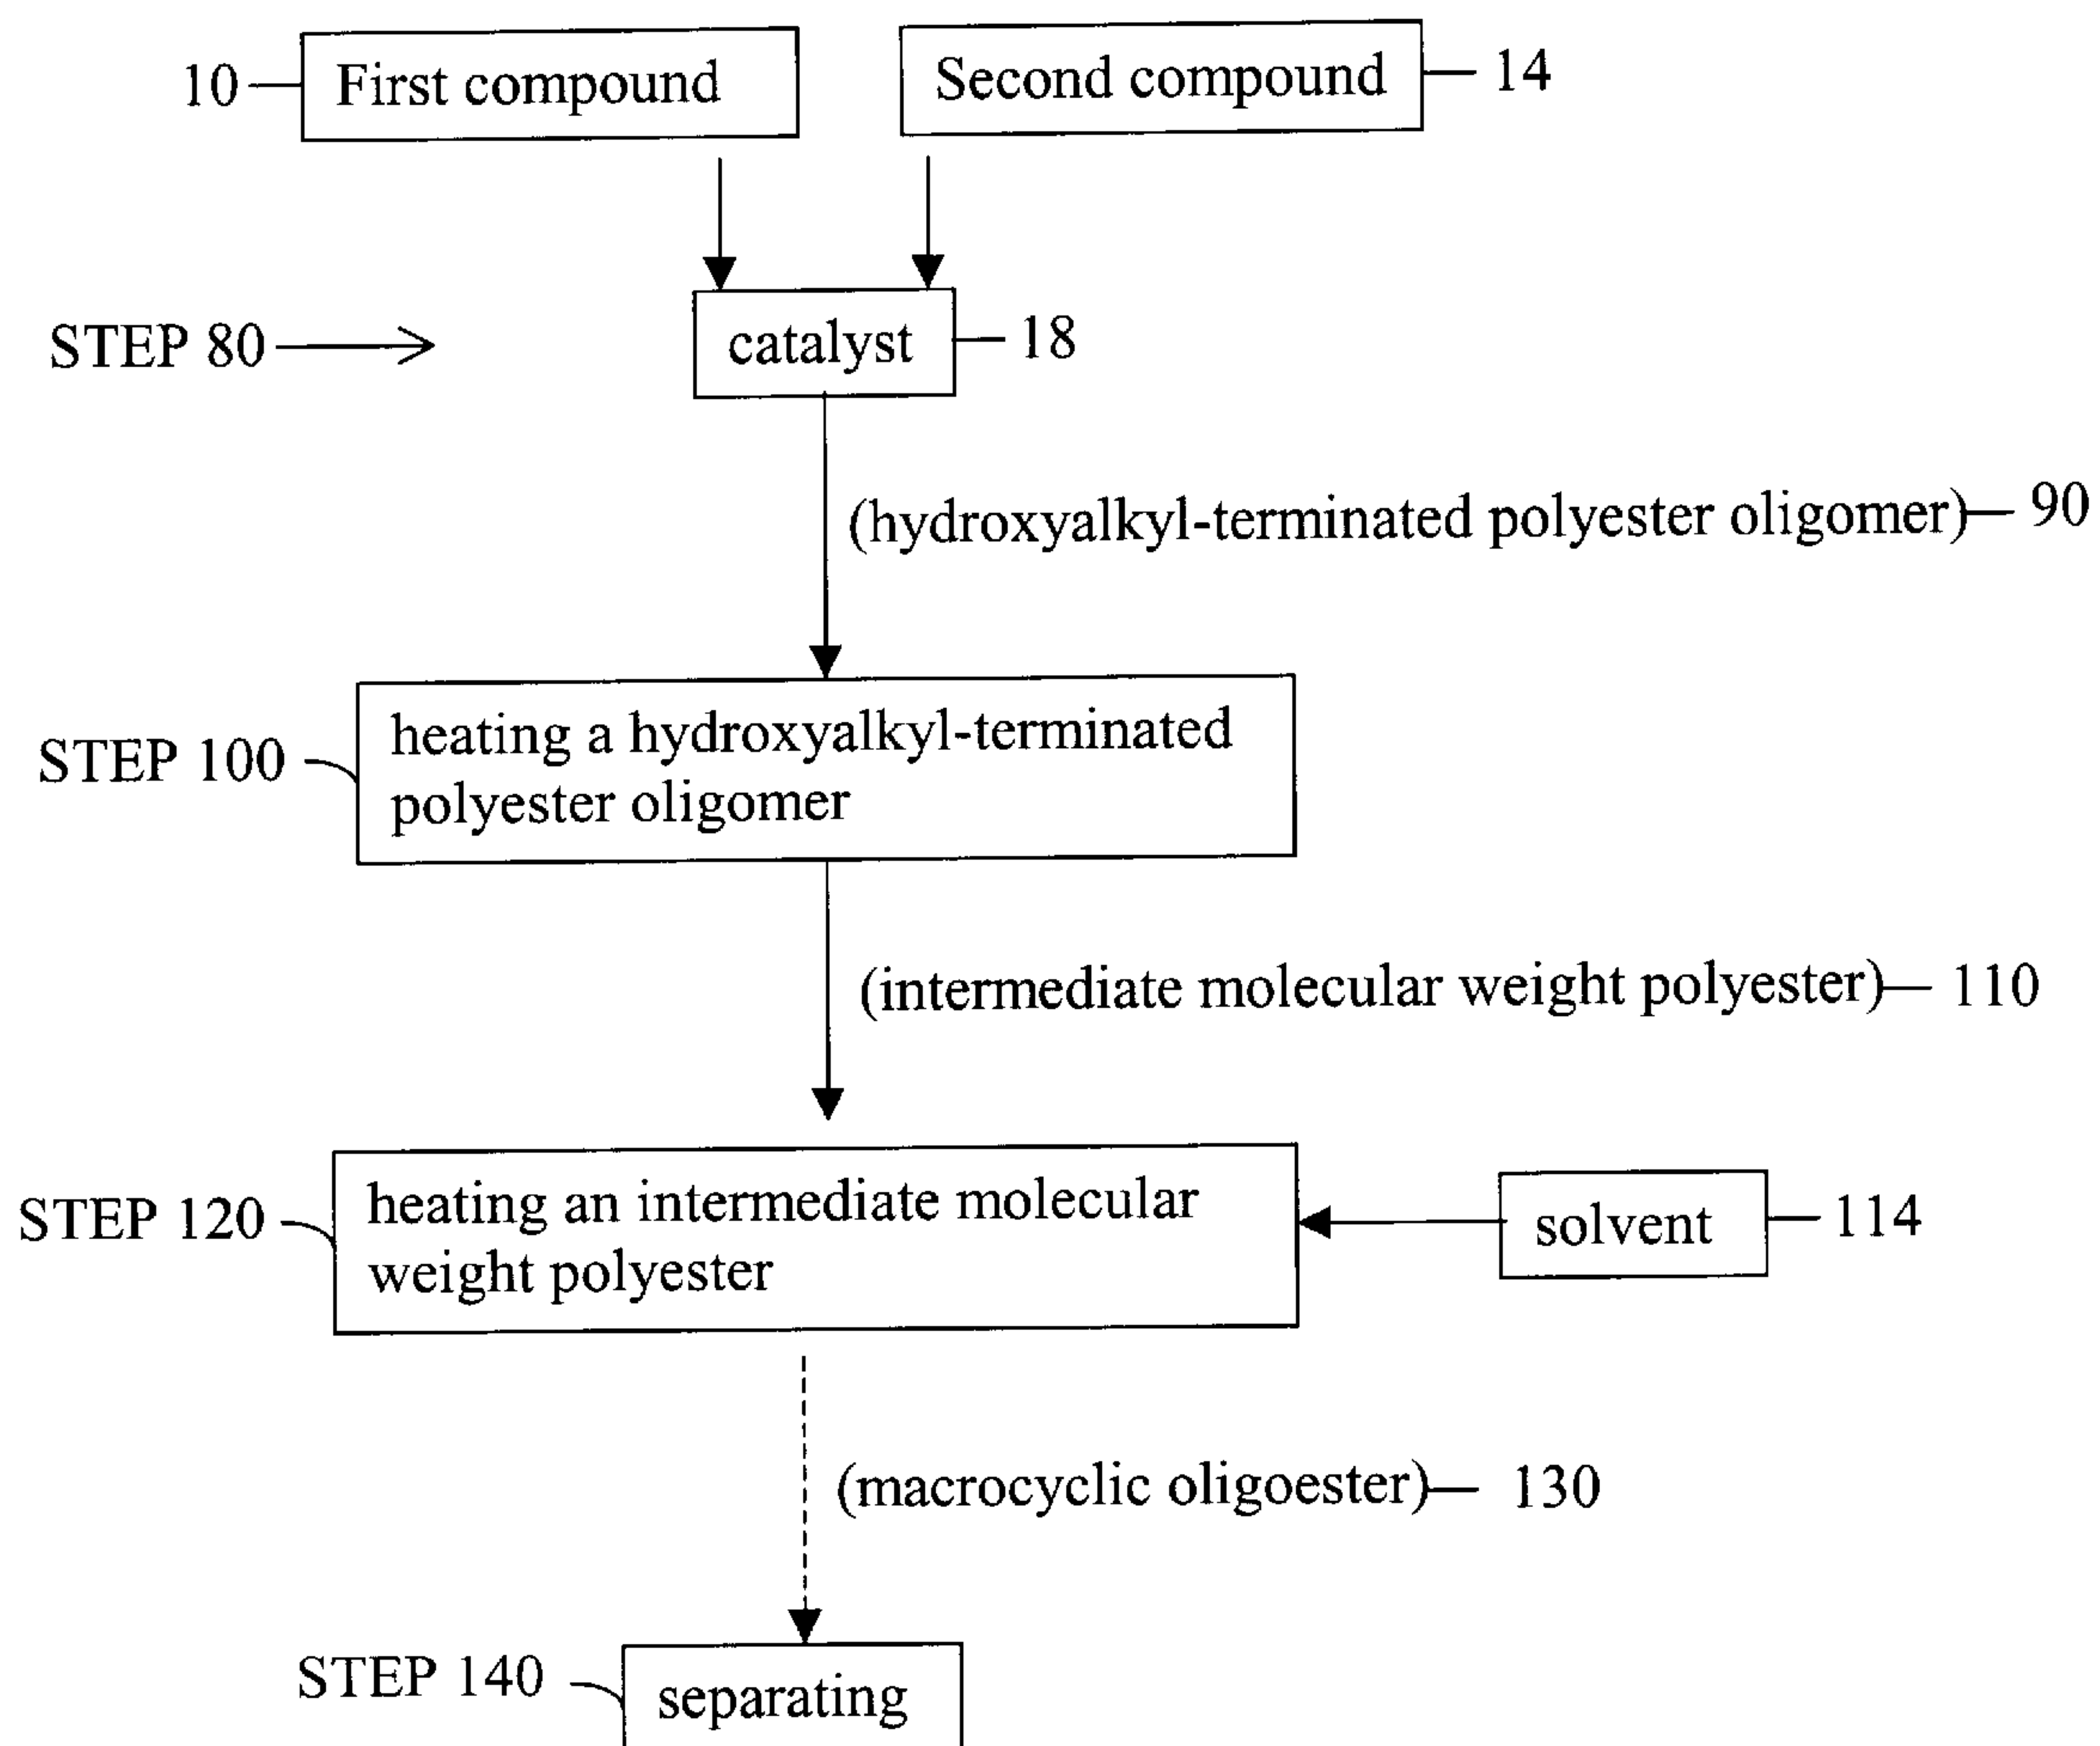 10
First compound
Second compound
14
STEP 80
catalyst
18
(hydroxyalkyl-terminated polyester oligomer)
90
STEP 100
heating a hydroxyalkyl-terminated
polyester oligomer
(intermediate molecular weight polyester)
110
STEP 120
heating an intermediate molecular
weight polyester
solvent
114
(macrocyclic oligoester)
130
STEP 140
separating